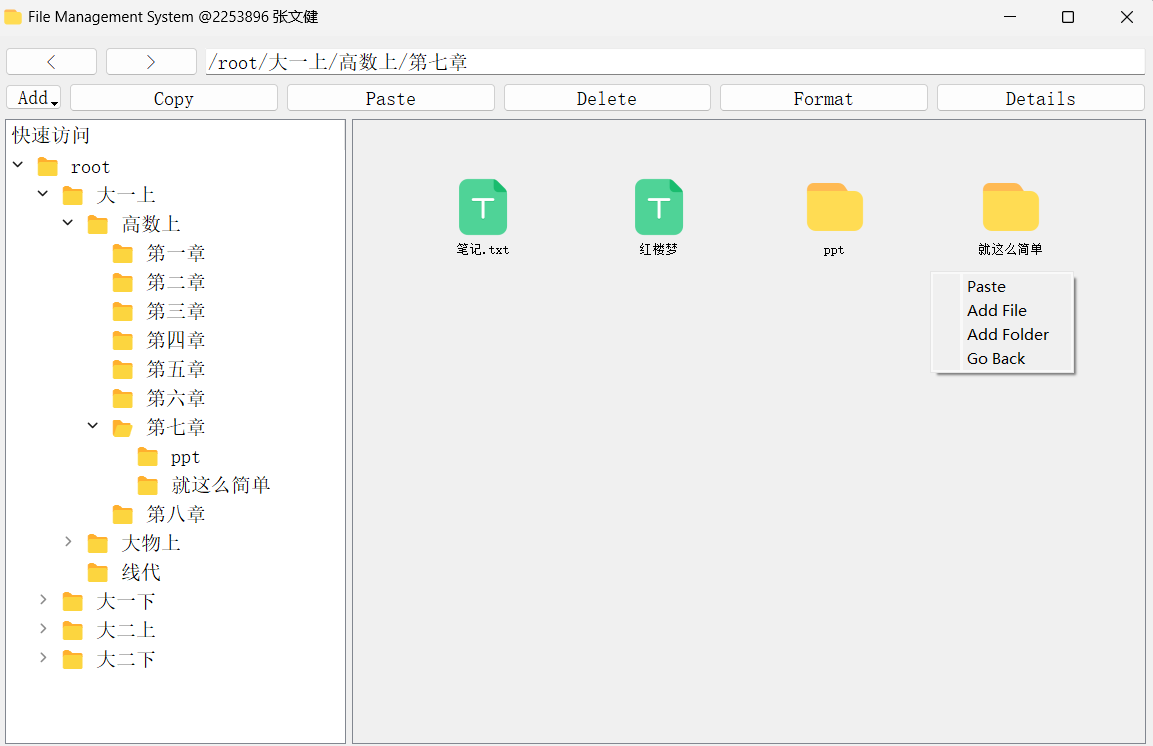 File Management System @2253896 张文健
/root/大一上/高数上/第七章
Add Copy Paste Delete Format Details
快速访问
root
大一上
高数上
第一章
第二章
第三章
第四章
第五章
第六章
第七章
ppt
就这么简单
第八章
大物上
线代
大一下
大二上
大二下
笔记.txt 红楼梦 ppt 就这么简单
Paste
Add File
Add Folder
Go Back